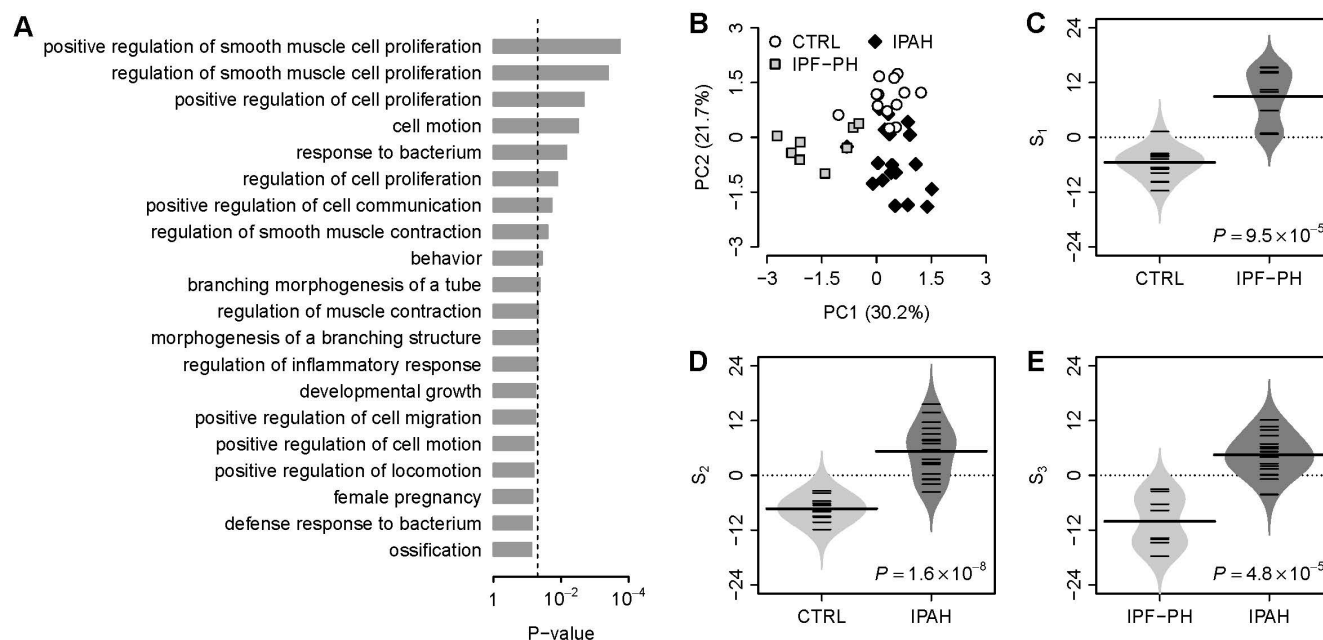 A
positive regulation of smooth muscle cell proliferation
regulation of smooth muscle cell proliferation
positive regulation of cell proliferation
cell motion
response to bacterium
regulation of cell proliferation
positive regulation of cell communication
regulation of smooth muscle contraction
behavior
branching morphogenesis of a tube
regulation of muscle contraction
morphogenesis of a branching structure
regulation of inflammatory response
developmental growth
positive regulation of cell migration
positive regulation of cell motion
positive regulation of locomotion
female pregnancy
defense response to bacterium
ossification
1 10⁻² 10⁻⁴
P−value
B
CTRL IPAH
IPF−PH
3
1.5
0
−1.5
−3
PC2 (21.7%)
−3 −1.5 0 1.5 3
PC1 (30.2%)
C
24
12
0
−12
−24
S₁
P = 9.5 × 10⁻⁵
CTRL IPF−PH
D
24
12
0
−12
−24
S₂
P = 1.6 × 10⁻⁸
CTRL IPAH
E
24
12
0
−12
−24
S₃
P = 4.8 × 10⁻⁵
IPF−PH IPAH